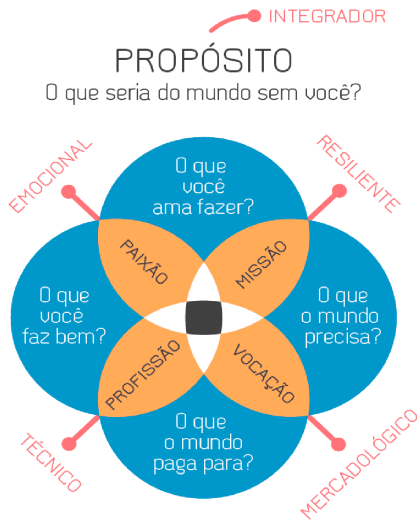 INTEGRADOR
PROPÓSITO
O que seria do mundo sem você?
EMOCIONAL
RESILIENTE
O que
você
ama fazer?
PAIXÃO
MISSÃO
O que
você
faz bem?
O que
o mundo
precisa?
PROFISSÃO
VOCAÇÃO
O que
o mundo
paga para?
TÉCNICO
MERCADOLÓGICO